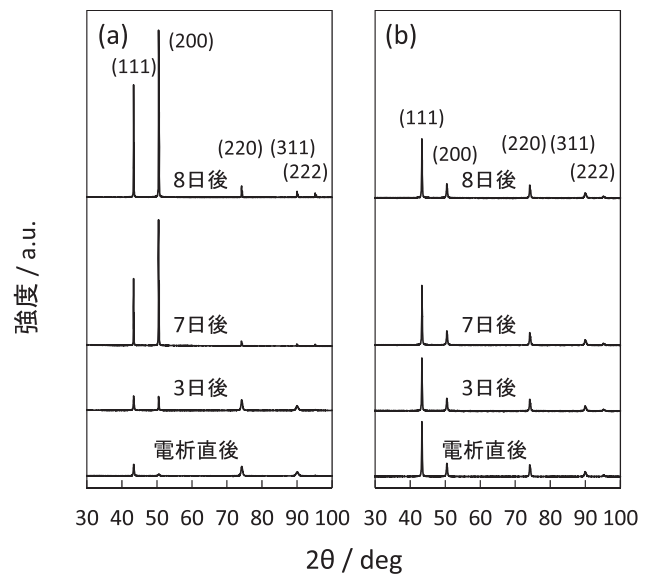 (a)
(200)
(111)
(220) (311)
(222)
8日後
7日後
3日後
電析直後
30 40 50 60 70 80 90 100
(b)
(111)
(200)
(220) (311)
(222)
8日後
7日後
3日後
電析直後
30 40 50 60 70 80 90 100
強度 / a.u.
2θ / deg